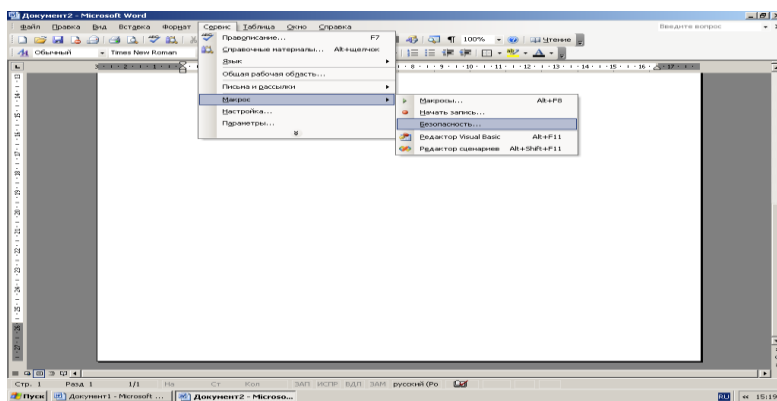 Документ2 - Microsoft Word
Файл Правка Вид Вставка Формат Сервис Таблица Окно Справка
Введите вопрос
Обычный Times New Roman
100% Чтение
Правописание... F7
Справочные материалы... Alt+щелчок
Язык
Общая рабочая область...
Письма и рассылки
Макрос
Настройка...
Параметры...
Макросы... Alt+F8
Начать запись...
Безопасность...
Редактор Visual Basic Alt+F11
Редактор сценариев Alt+Shift+F11
Стр. 1 Разд 1 1/1 На Ст Кол ЗАП ИСПР ВДЛ ЗАМ русский (Ро
Пуск Документ1 - Microsoft ... Документ2 - Microso... RU « 15:19